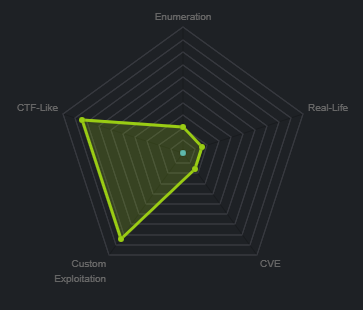 Enumeration
CTF-Like
Real-Life
Custom
Exploitation
CVE